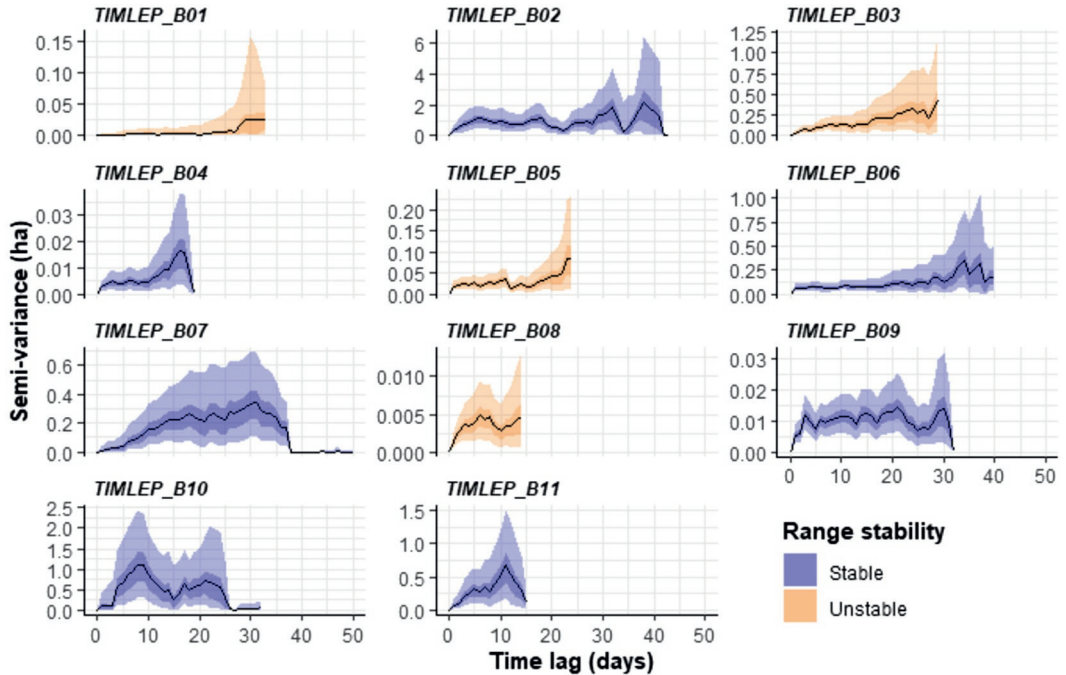 TIMLEP_B01
0.15
0.10
0.05
0.00
TIMLEP_B02
6
4
2
0
TIMLEP_B03
1.25
1.00
0.75
0.50
0.25
0.00
TIMLEP_B04
0.03
0.02
0.01
0.00
TIMLEP_B05
0.20
0.15
0.10
0.05
0.00
TIMLEP_B06
1.00
0.75
0.50
0.25
0.00
Semi-variance (ha)
TIMLEP_B07
0.6
0.4
0.2
0.0
TIMLEP_B08
0.010
0.005
0.000
TIMLEP_B09
0.03
0.02
0.01
0.00
0 10 20 30 40 50
TIMLEP_B10
2.5
2.0
1.5
1.0
0.5
0.0
0 10 20 30 40 50
TIMLEP_B11
1.5
1.0
0.5
0.0
0 10 20 30 40 50
Range stability
Stable
Unstable
Time lag (days)